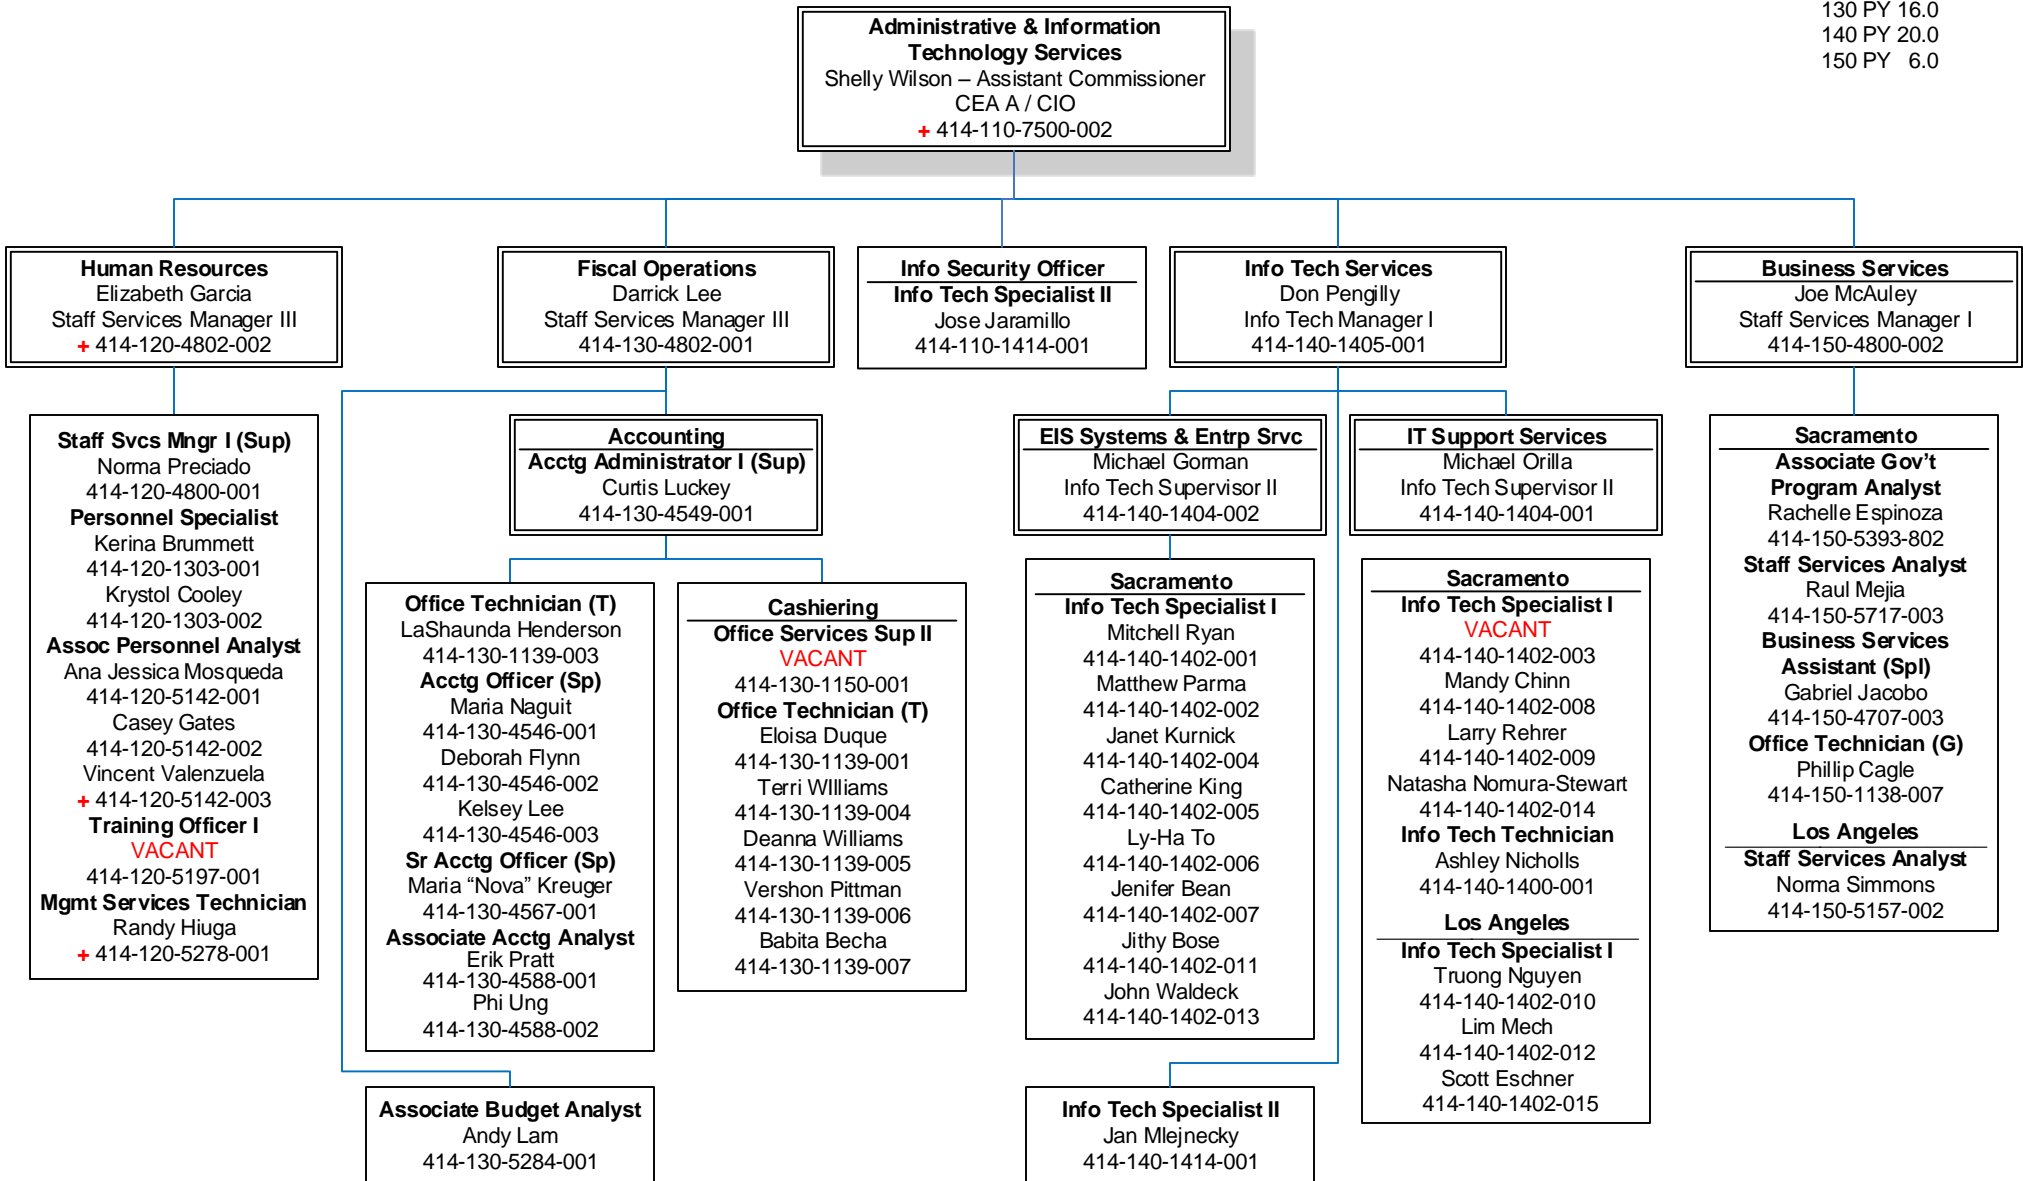 130 PY 16.0
140 PY 20.0
150 PY 6.0
Administrative & Information
Technology Services
Shelly Wilson – Assistant Commissioner
CEA A / CIO
+ 414-110-7500-002
Human Resources
Elizabeth Garcia
Staff Services Manager III
+ 414-120-4802-002
Fiscal Operations
Darrick Lee
Staff Services Manager III
414-130-4802-001
Info Security Officer
Info Tech Specialist II
Jose Jaramillo
414-110-1414-001
Info Tech Services
Don Pengilly
Info Tech Manager I
414-140-1405-001
Business Services
Joe McAuley
Staff Services Manager I
414-150-4800-002
Staff Svcs Mngr I (Sup)
Norma Preciado
414-120-4800-001
Personnel Specialist
Kerina Brummett
414-120-1303-001
Krystol Cooley
414-120-1303-002
Assoc Personnel Analyst
Ana Jessica Mosqueda
414-120-5142-001
Casey Gates
414-120-5142-002
Vincent Valenzuela
+ 414-120-5142-003
Training Officer I
VACANT
414-120-5197-001
Mgmt Services Technician
Randy Hiuga
+ 414-120-5278-001
Accounting
Acctg Administrator I (Sup)
Curtis Luckey
414-130-4549-001
Office Technician (T)
LaShaunda Henderson
414-130-1139-003
Acctg Officer (Sp)
Maria Naguit
414-130-4546-001
Deborah Flynn
414-130-4546-002
Kelsey Lee
414-130-4546-003
Sr Acctg Officer (Sp)
Maria “Nova” Kreuger
414-130-4567-001
Associate Acctg Analyst
Erik Pratt
414-130-4588-001
Phi Ung
414-130-4588-002
Cashiering
Office Services Sup II
VACANT
414-130-1150-001
Office Technician (T)
Eloisa Duque
414-130-1139-001
Terri WIlliams
414-130-1139-004
Deanna Williams
414-130-1139-005
Vershon Pittman
414-130-1139-006
Babita Becha
414-130-1139-007
Associate Budget Analyst
Andy Lam
414-130-5284-001
EIS Systems & Entrp Srvc
Michael Gorman
Info Tech Supervisor II
414-140-1404-002
Sacramento
Info Tech Specialist I
Mitchell Ryan
414-140-1402-001
Matthew Parma
414-140-1402-002
Janet Kurnick
414-140-1402-004
Catherine King
414-140-1402-005
Ly-Ha To
414-140-1402-006
Jenifer Bean
414-140-1402-007
Jithy Bose
414-140-1402-011
John Waldeck
414-140-1402-013
Info Tech Specialist II
Jan Mlejnecky
414-140-1414-001
IT Support Services
Michael Orilla
Info Tech Supervisor II
414-140-1404-001
Sacramento
Info Tech Specialist I
VACANT
414-140-1402-003
Mandy Chinn
414-140-1402-008
Larry Rehrer
414-140-1402-009
Natasha Nomura-Stewart
414-140-1402-014
Info Tech Technician
Ashley Nicholls
414-140-1400-001
Los Angeles
Info Tech Specialist I
Truong Nguyen
414-140-1402-010
Lim Mech
414-140-1402-012
Scott Eschner
414-140-1402-015
Sacramento
Associate Gov’t
Program Analyst
Rachelle Espinoza
414-150-5393-802
Staff Services Analyst
Raul Mejia
414-150-5717-003
Business Services
Assistant (Spl)
Gabriel Jacobo
414-150-4707-003
Office Technician (G)
Phillip Cagle
414-150-1138-007
Los Angeles
Staff Services Analyst
Norma Simmons
414-150-5157-002